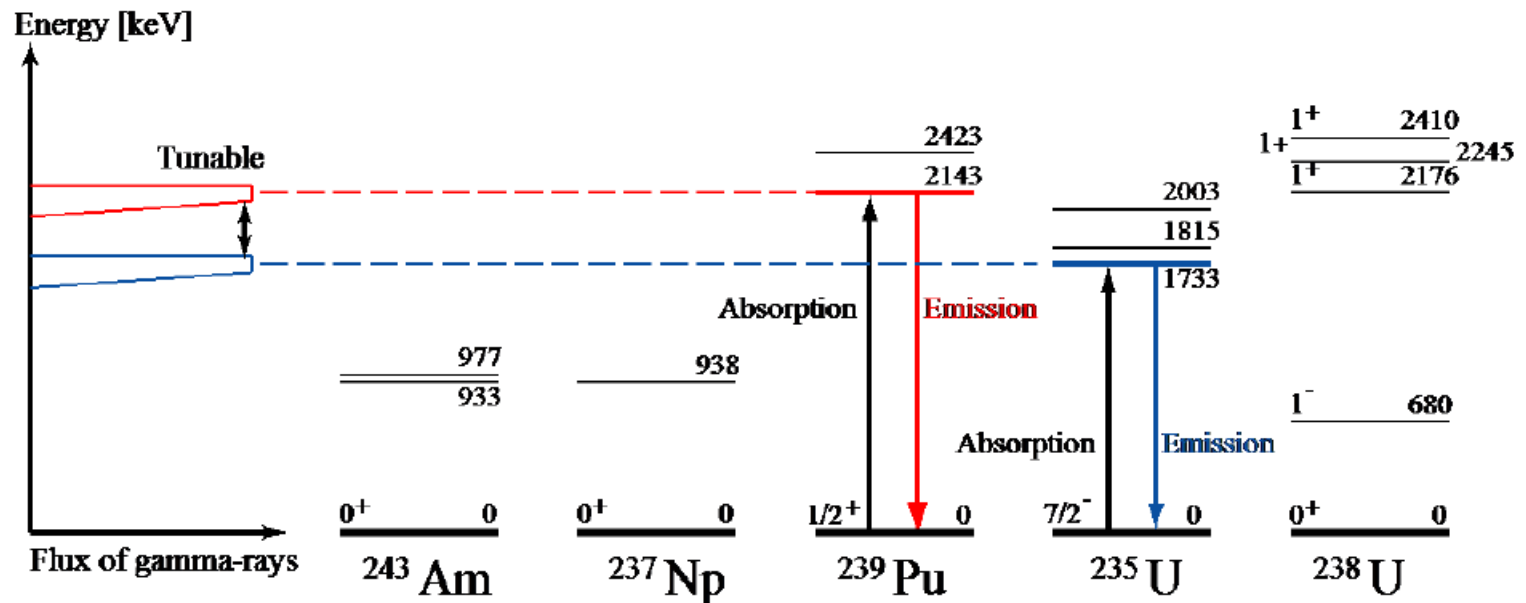 Energy [keV]
Tunable
Flux of gamma-rays
977
933
0⁺ 0
²⁴³Am
938
0⁺ 0
²³⁷Np
2423
2143
Absorption Emission
1/2⁺ 0
²³⁹Pu
2003
1815
1733
Absorption Emission
7/2⁻ 0
²³⁵U
1⁺ 2410
1+ 2245
1⁺ 2176
1⁻ 680
0⁺ 0
²³⁸U